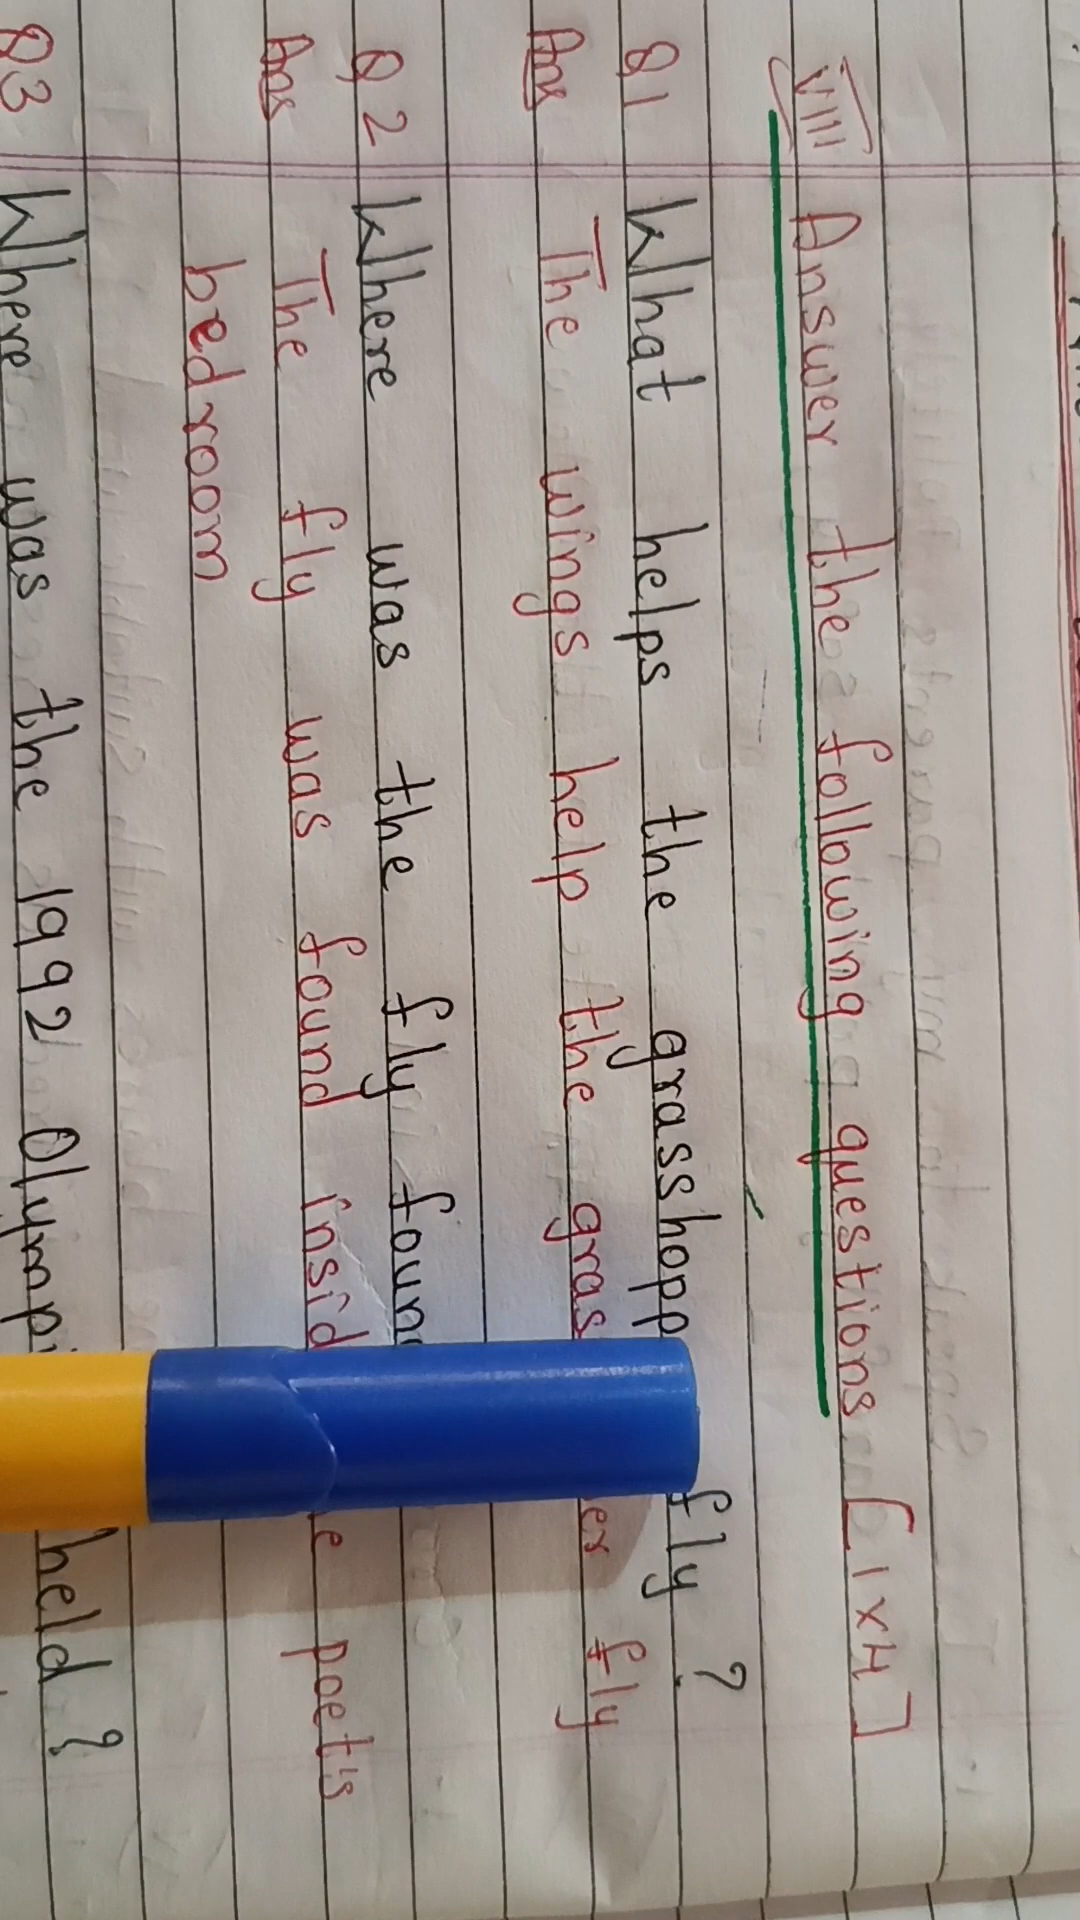 VIII Answer the following questions [1x4]
Q1 What helps the grasshopp fly ?
Ans The wings help the gras er fly
Q2 Where was the fly foun
Ans The fly was found insid e poet's
bedroom
Q3 Where was the 1992 Olympi held ?